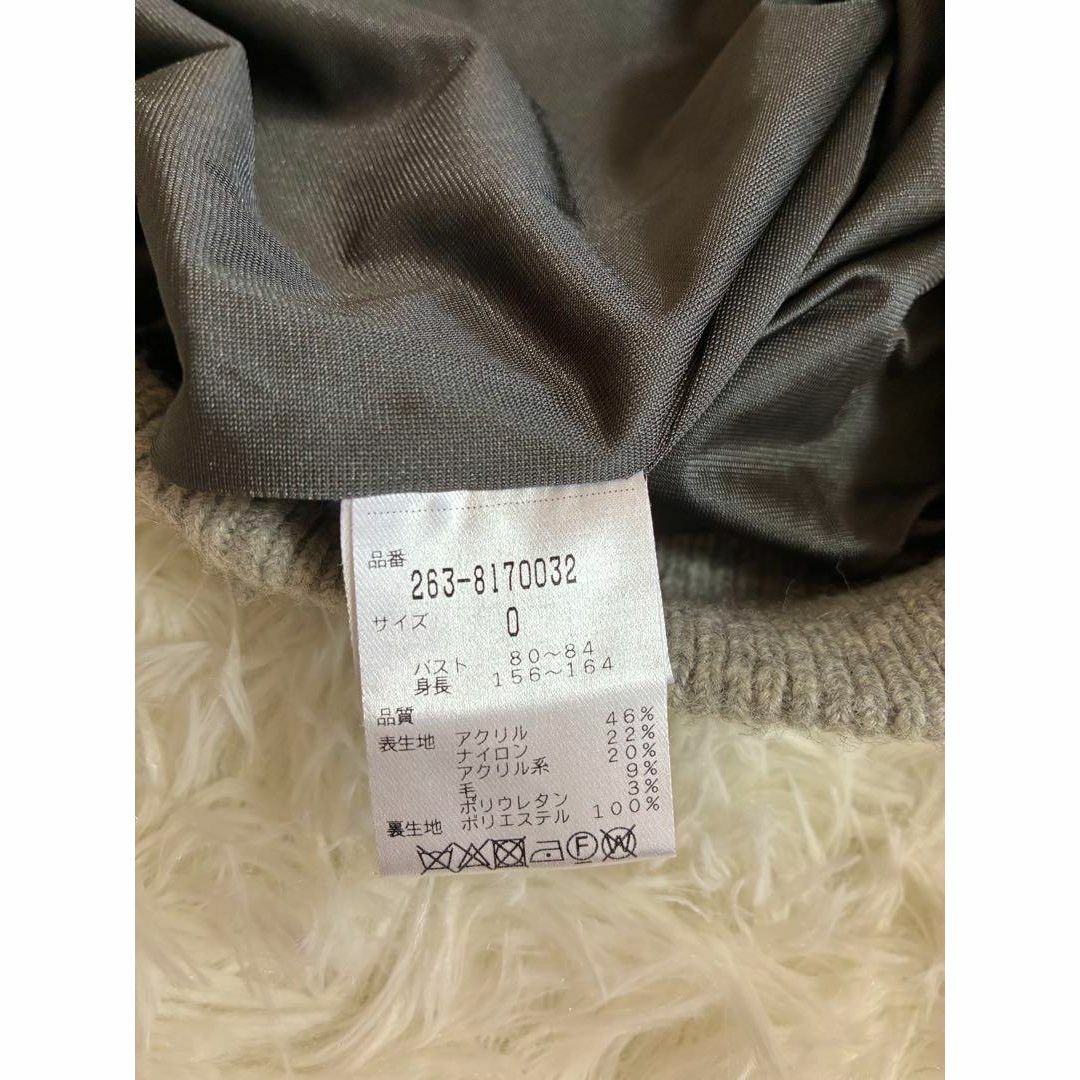 品番
263-8170032
サイズ 0
バスト 80～84
身長 156～164
品質
表生地 アクリル 46%
ナイロン 22%
アクリル系 20%
毛 9%
ポリウレタン 3%
裏生地 ポリエステル 100%
F W